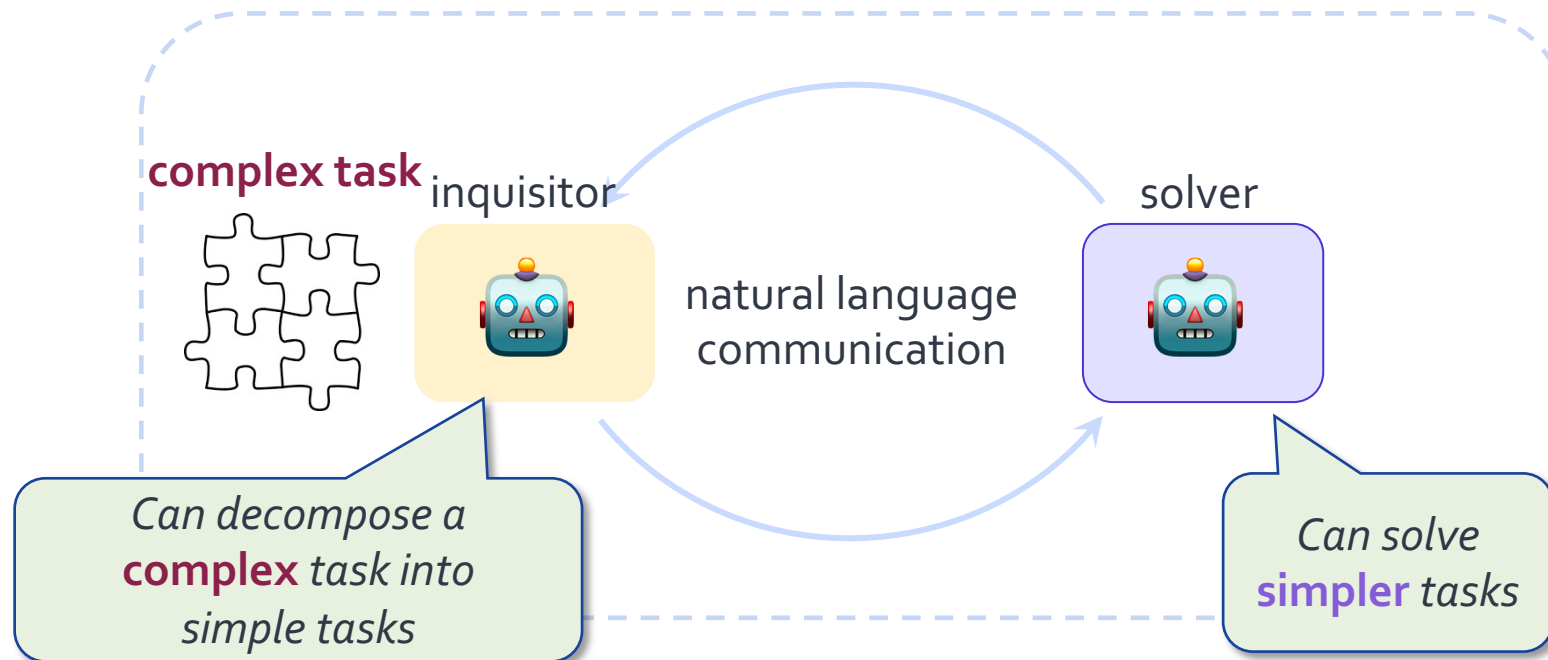 complex task
inquisitor
solver
natural language
communication
Can decompose a
complex task into
simple tasks
Can solve
simpler tasks